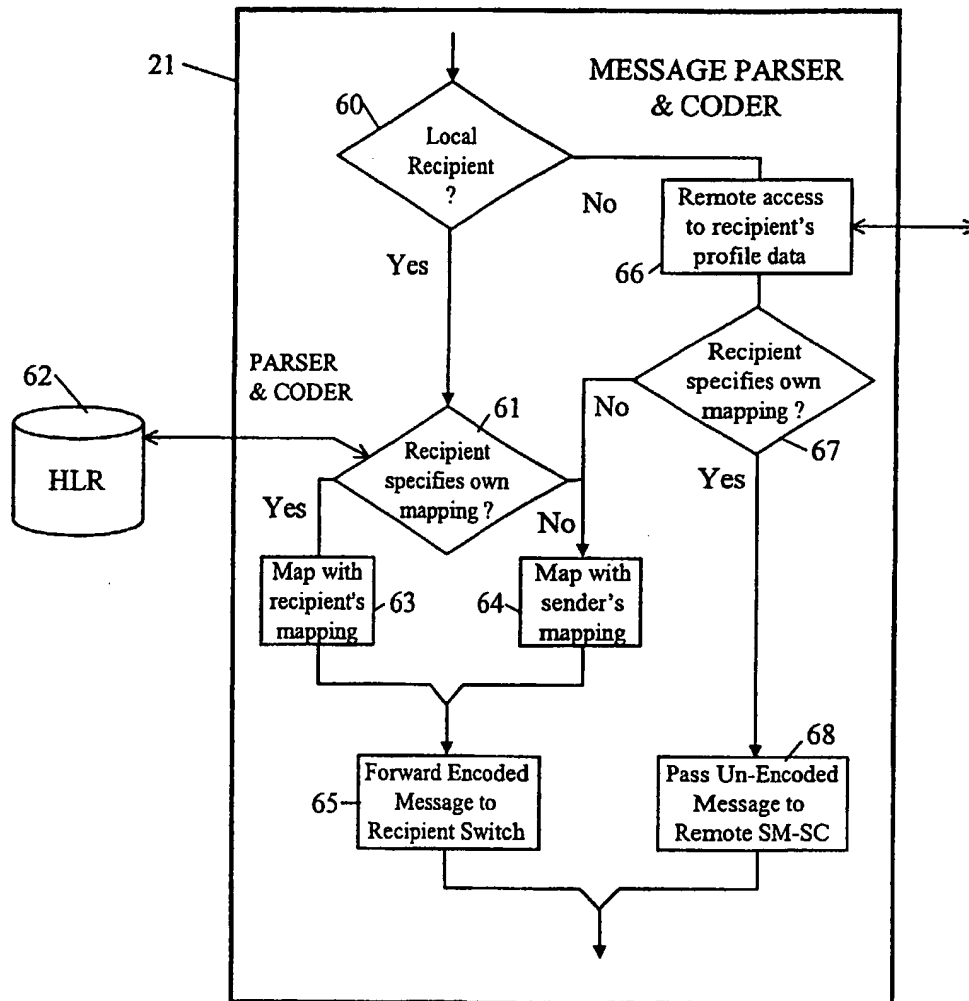 21
MESSAGE PARSER
& CODER
60
Local
Recipient
?
No
Remote access
to recipient's
profile data
66
Yes
PARSER
& CODER
62
HLR
61
Recipient
specifies own
mapping ?
Recipient
specifies own
mapping ?
No
67
Yes
Yes
No
Map with
recipient's
mapping
63
64
Map with
sender's
mapping
65
Forward Encoded
Message to
Recipient Switch
68
Pass Un-Encoded
Message to
Remote SM-SC